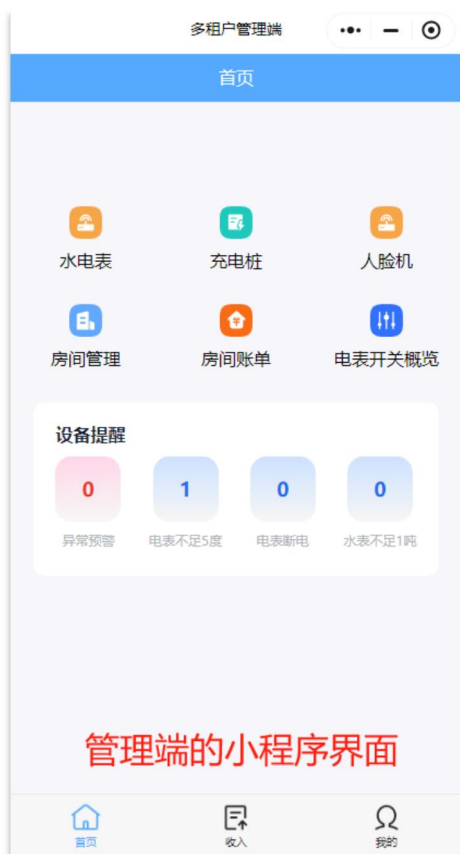 多租户管理端
首页
水电表 充电桩 人脸机
房间管理 房间账单 电表开关概览
设备提醒
0 1 0 0
异常预警 电表不足5度 电表断电 水表不足1吨
管理端的小程序界面
首页 收入 我的